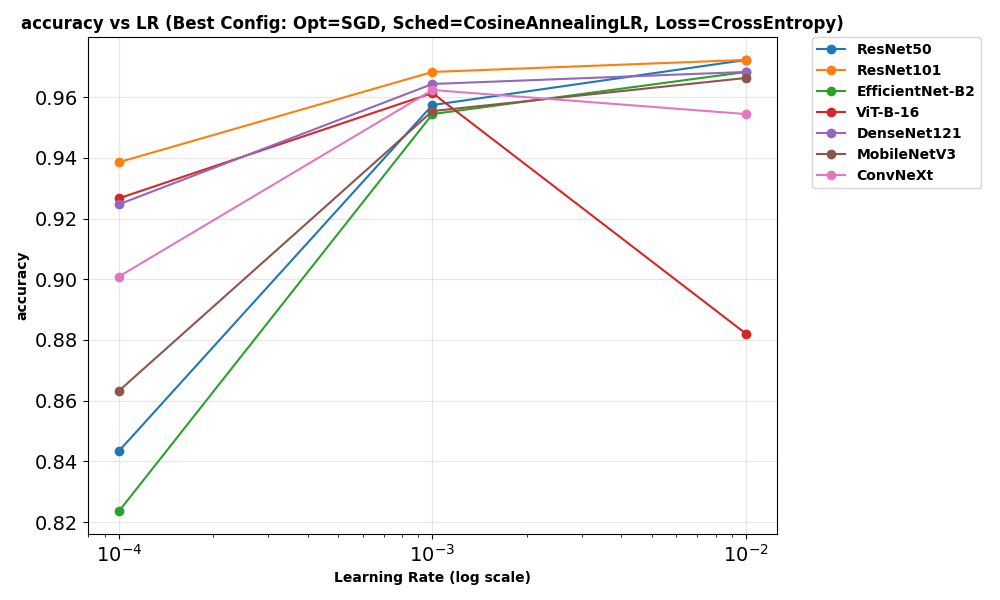 accuracy vs LR (Best Config: Opt=SGD, Sched=CosineAnnealingLR, Loss=CrossEntropy)
ResNet50
ResNet101
EfficientNet-B2
ViT-B-16
DenseNet121
MobileNetV3
ConvNeXt
accuracy
0.96
0.94
0.92
0.90
0.88
0.86
0.84
0.82
10⁻⁴ 10⁻³ 10⁻²
Learning Rate (log scale)